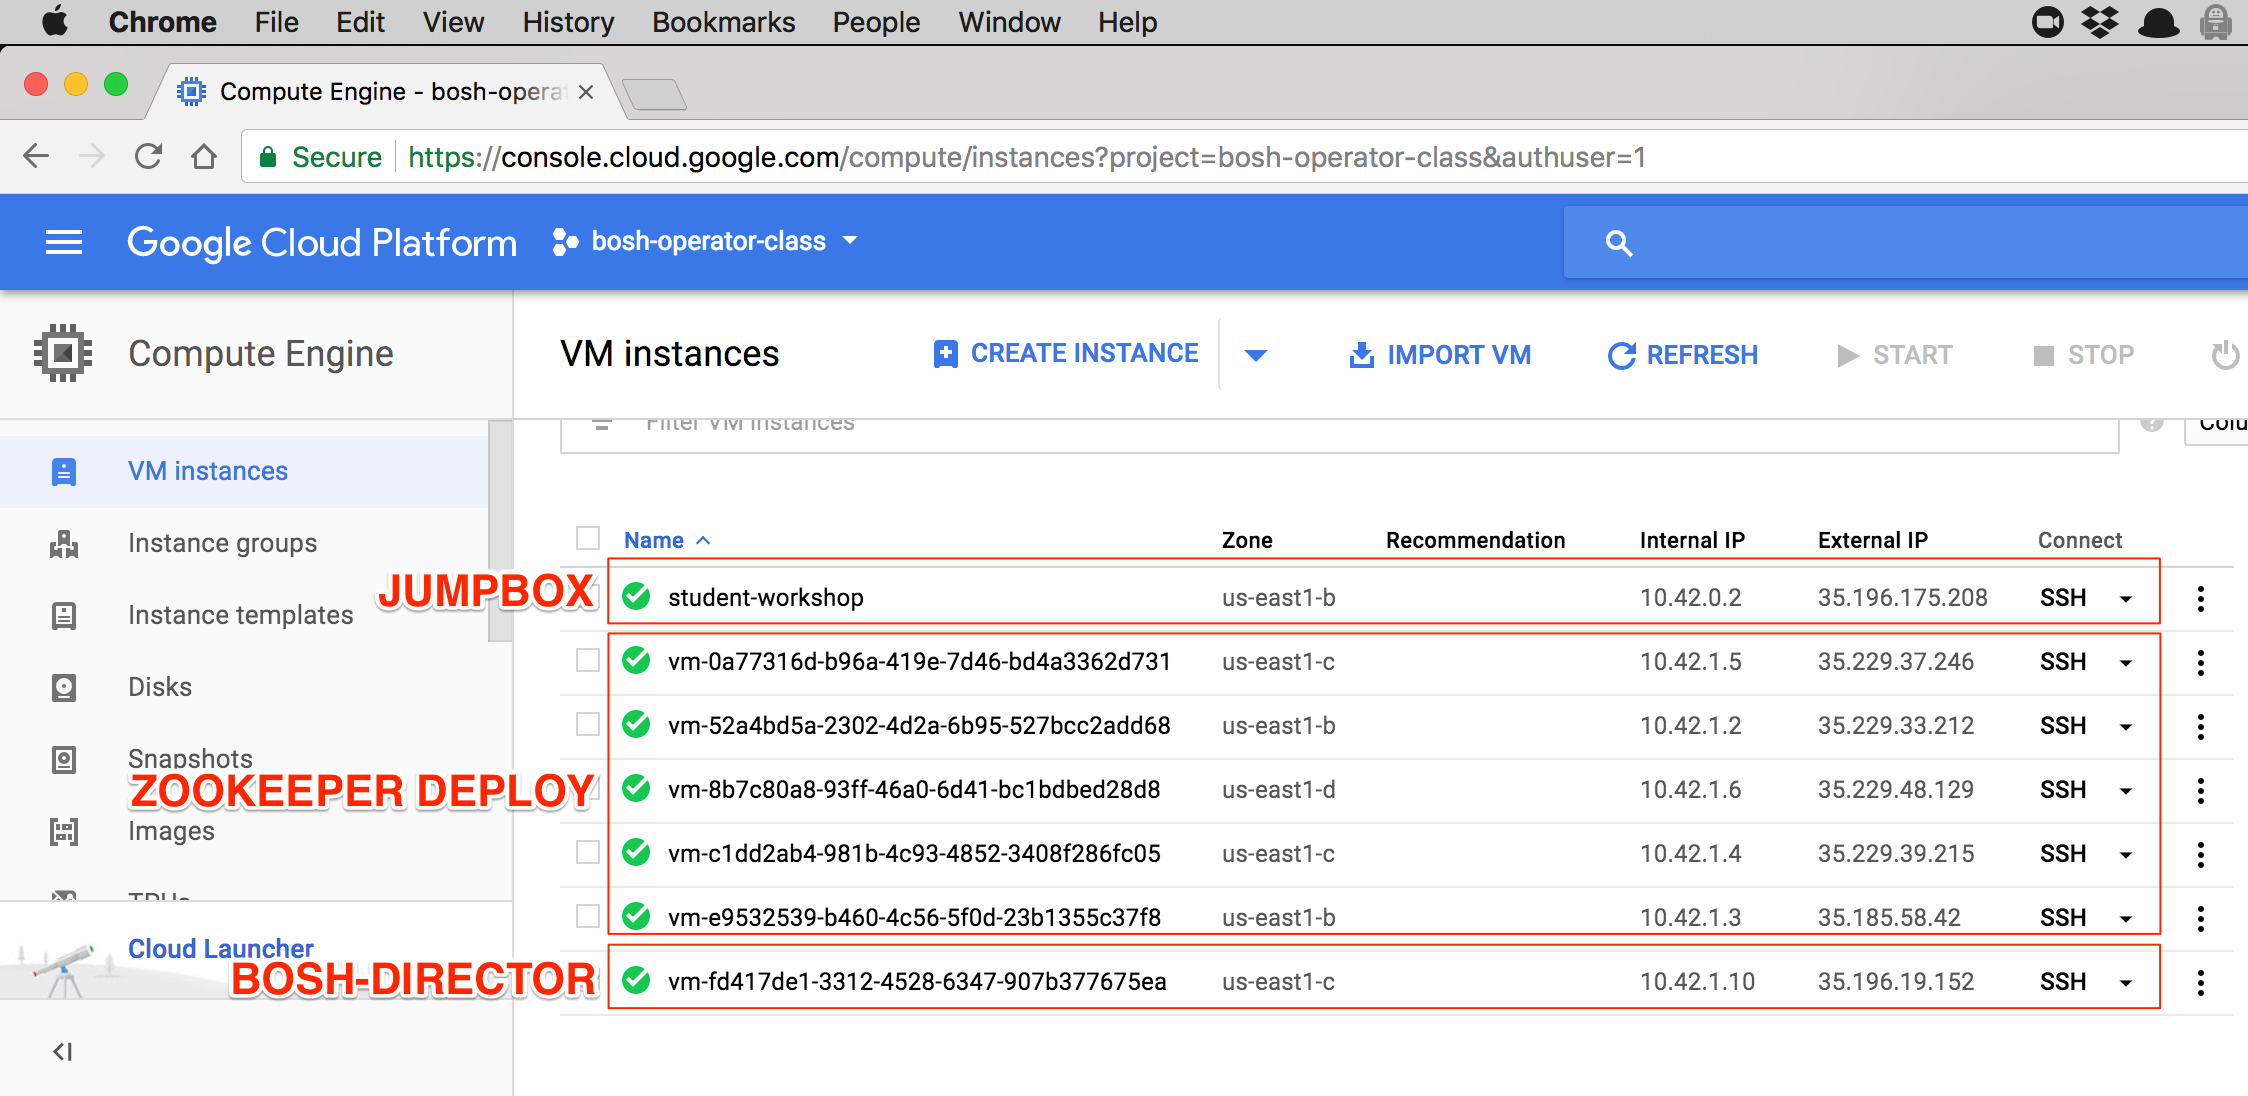 Chrome File Edit View History Bookmarks People Window Help
Compute Engine - bosh-opera
Secure https://console.cloud.google.com/compute/instances?project=bosh-operator-class&authuser=1
Google Cloud Platform bosh-operator-class
Compute Engine
VM instances CREATE INSTANCE IMPORT VM REFRESH START STOP
Filter VM instances Colu
VM instances
Instance groups
Instance templates
Disks
Snapshots
Images
TPUs
Cloud Launcher
Name Zone Recommendation Internal IP External IP Connect
JUMPBOX student-workshop us-east1-b 10.42.0.2 35.196.175.208 SSH
vm-0a77316d-b96a-419e-7d46-bd4a3362d731 us-east1-c 10.42.1.5 35.229.37.246 SSH
vm-52a4bd5a-2302-4d2a-6b95-527bcc2add68 us-east1-b 10.42.1.2 35.229.33.212 SSH
ZOOKEEPER DEPLOY vm-8b7c80a8-93ff-46a0-6d41-bc1bdbed28d8 us-east1-d 10.42.1.6 35.229.48.129 SSH
vm-c1dd2ab4-981b-4c93-4852-3408f286fc05 us-east1-c 10.42.1.4 35.229.39.215 SSH
vm-e9532539-b460-4c56-5f0d-23b1355c37f8 us-east1-b 10.42.1.3 35.185.58.42 SSH
BOSH-DIRECTOR vm-fd417de1-3312-4528-6347-907b377675ea us-east1-c 10.42.1.10 35.196.19.152 SSH